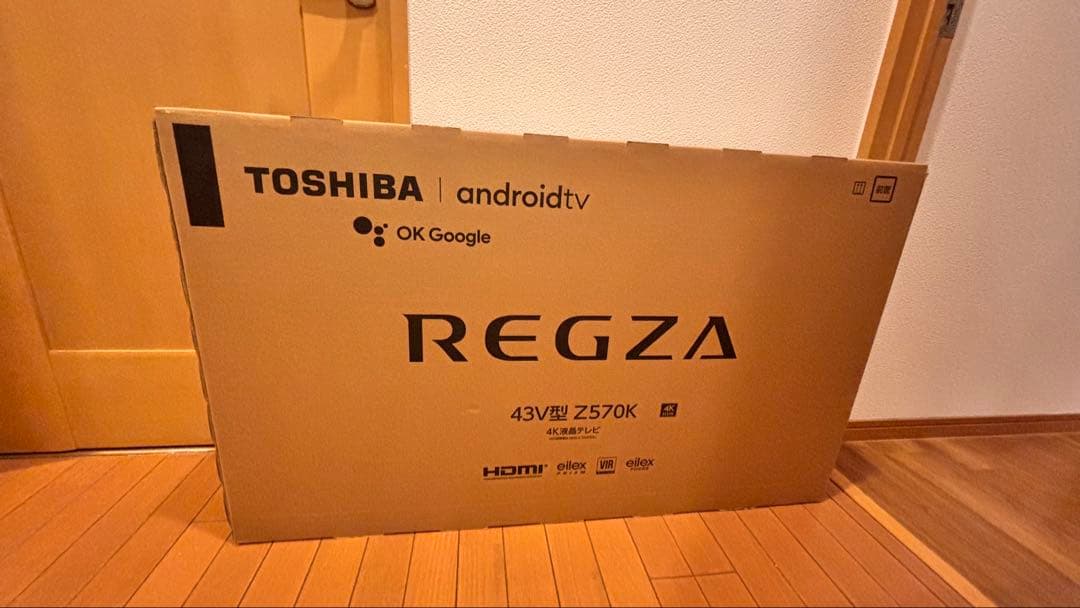 TOSHIBA androidtv
OK Google
REGZA
43V型 Z570K 4K
4K液晶テレビ
HDMI eilex PRISM VIR eilex